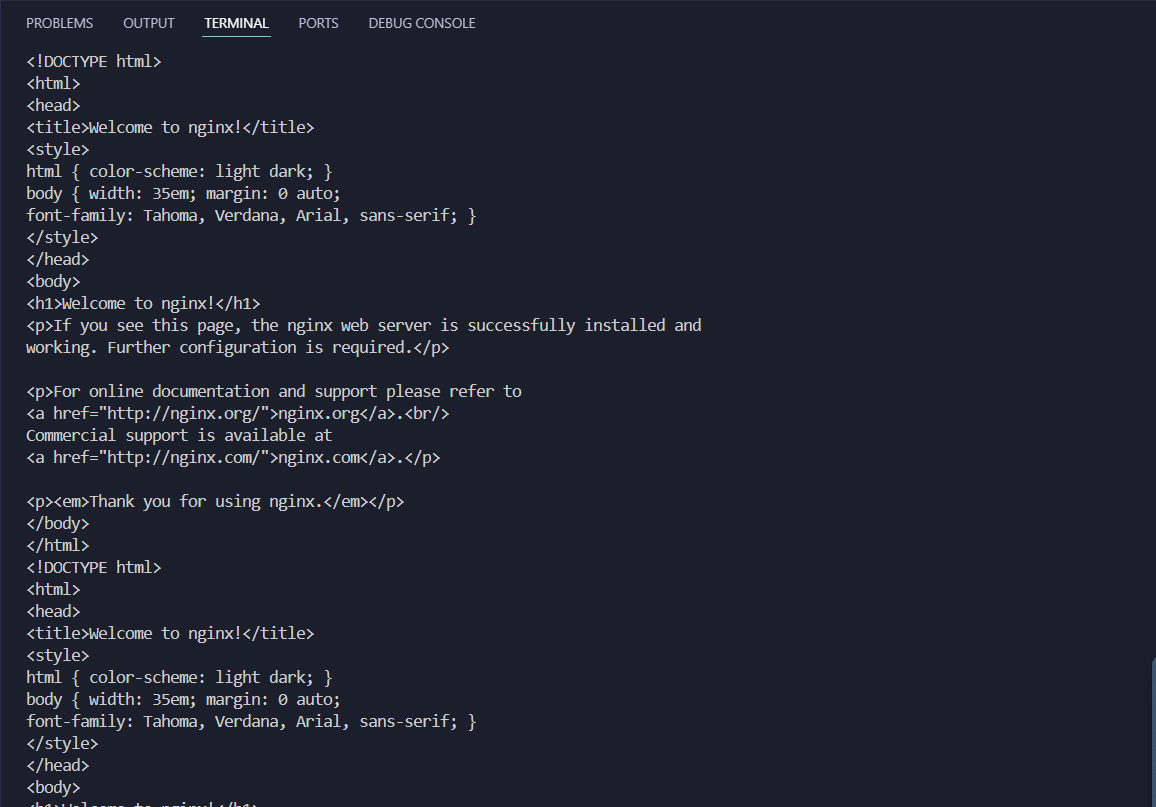 PROBLEMS OUTPUT TERMINAL PORTS DEBUG CONSOLE
<!DOCTYPE html>
<html>
<head>
<title>Welcome to nginx!</title>
<style>
html { color-scheme: light dark; }
body { width: 35em; margin: 0 auto;
font-family: Tahoma, Verdana, Arial, sans-serif; }
</style>
</head>
<body>
<h1>Welcome to nginx!</h1>
<p>If you see this page, the nginx web server is successfully installed and
working. Further configuration is required.</p>

<p>For online documentation and support please refer to
<a href="http://nginx.org/">nginx.org</a>.<br/>
Commercial support is available at
<a href="http://nginx.com/">nginx.com</a>.</p>

<p><em>Thank you for using nginx.</em></p>
</body>
</html>
<!DOCTYPE html>
<html>
<head>
<title>Welcome to nginx!</title>
<style>
html { color-scheme: light dark; }
body { width: 35em; margin: 0 auto;
font-family: Tahoma, Verdana, Arial, sans-serif; }
</style>
</head>
<body>
<h1>Welcome to nginx!</h1>